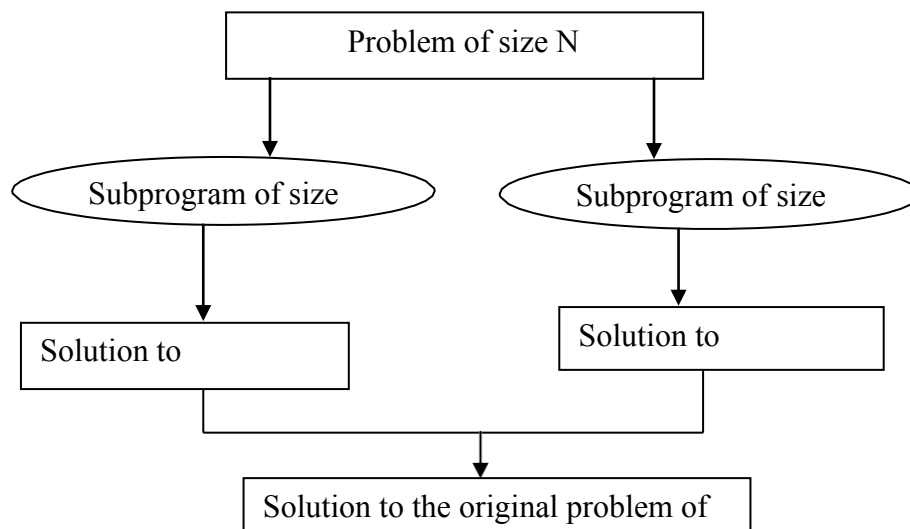 Problem of size N
Subprogram of size
Subprogram of size
Solution to
Solution to
Solution to the original problem of